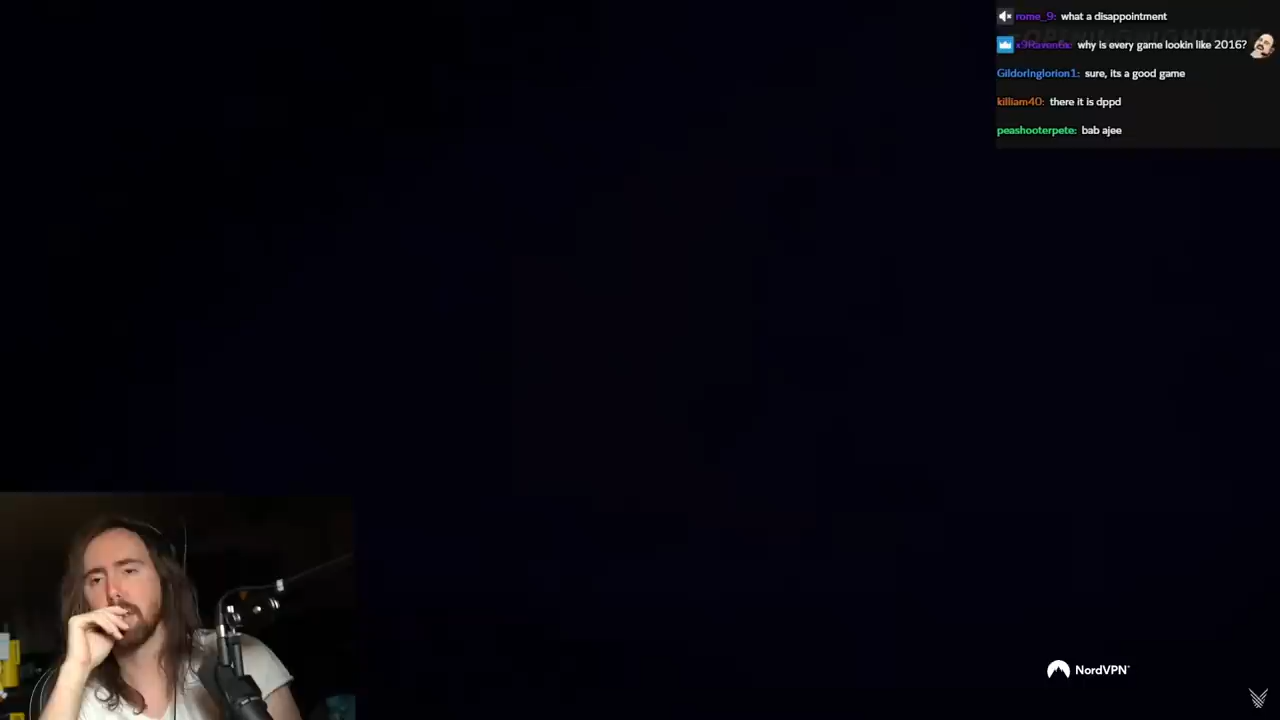 rome_9: what a disappointment
x9Raven6x: why is every game lookin like 2016?
GildorInglorion1: sure, its a good game
killiam40: there it is dppd
peashooterpete: bab ajee
NordVPN